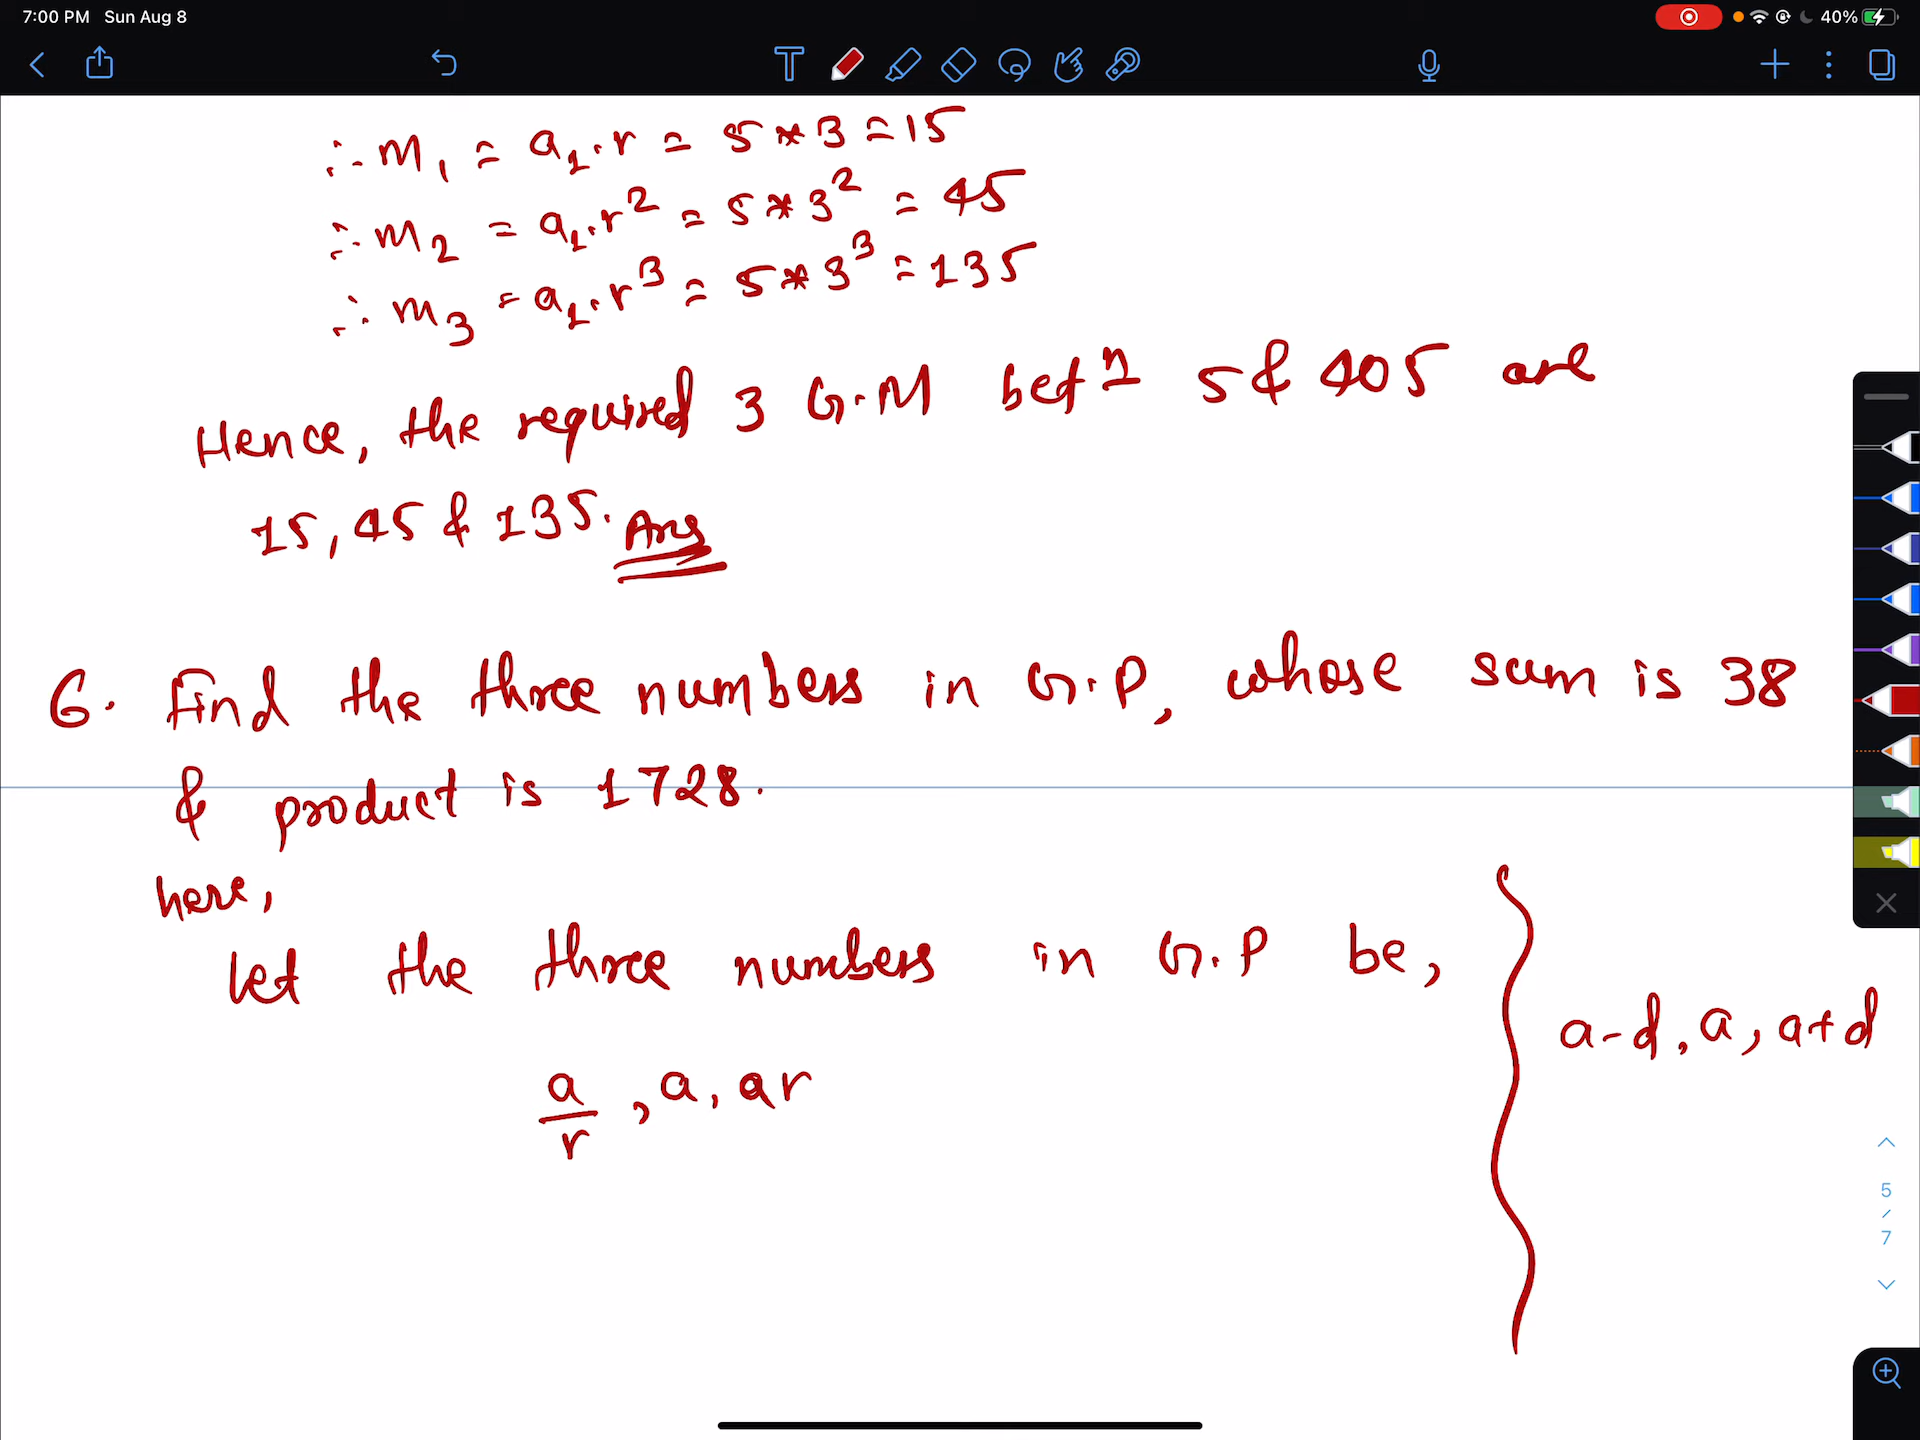 7:00 PM Sun Aug 8
40%
∴ m₁ = a₁.r = 5*3 = 15
∴ m₂ = a₁.r² = 5*3² = 45
∴ m₃ = a₁.r³ = 5*3³ = 135
Hence, the required 3 G.M betⁿ 5 & 405 are
15, 45 & 135. Ans
6. Find the three numbers in G.P, whose sum is 38
& product is 1728.
here,
Let the three numbers in G.P be,
a/r, a, ar
a-d, a, a+d
5
/
7